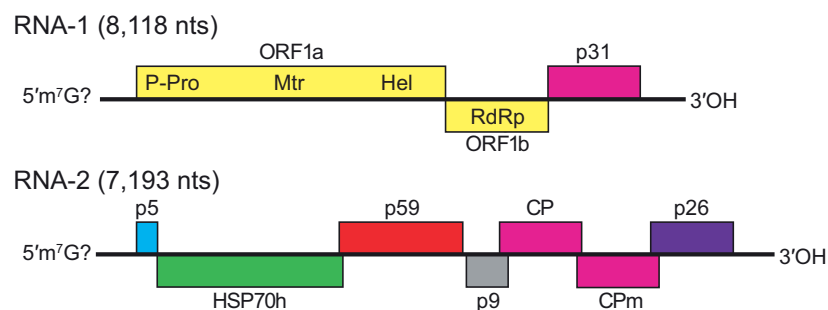 RNA-1 (8,118 nts)
ORF1a p31
P-Pro Mtr Hel
5′m⁷G? 3′OH
RdRp
ORF1b
RNA-2 (7,193 nts)
p5 p59 CP p26
5′m⁷G? 3′OH
HSP70h p9 CPm